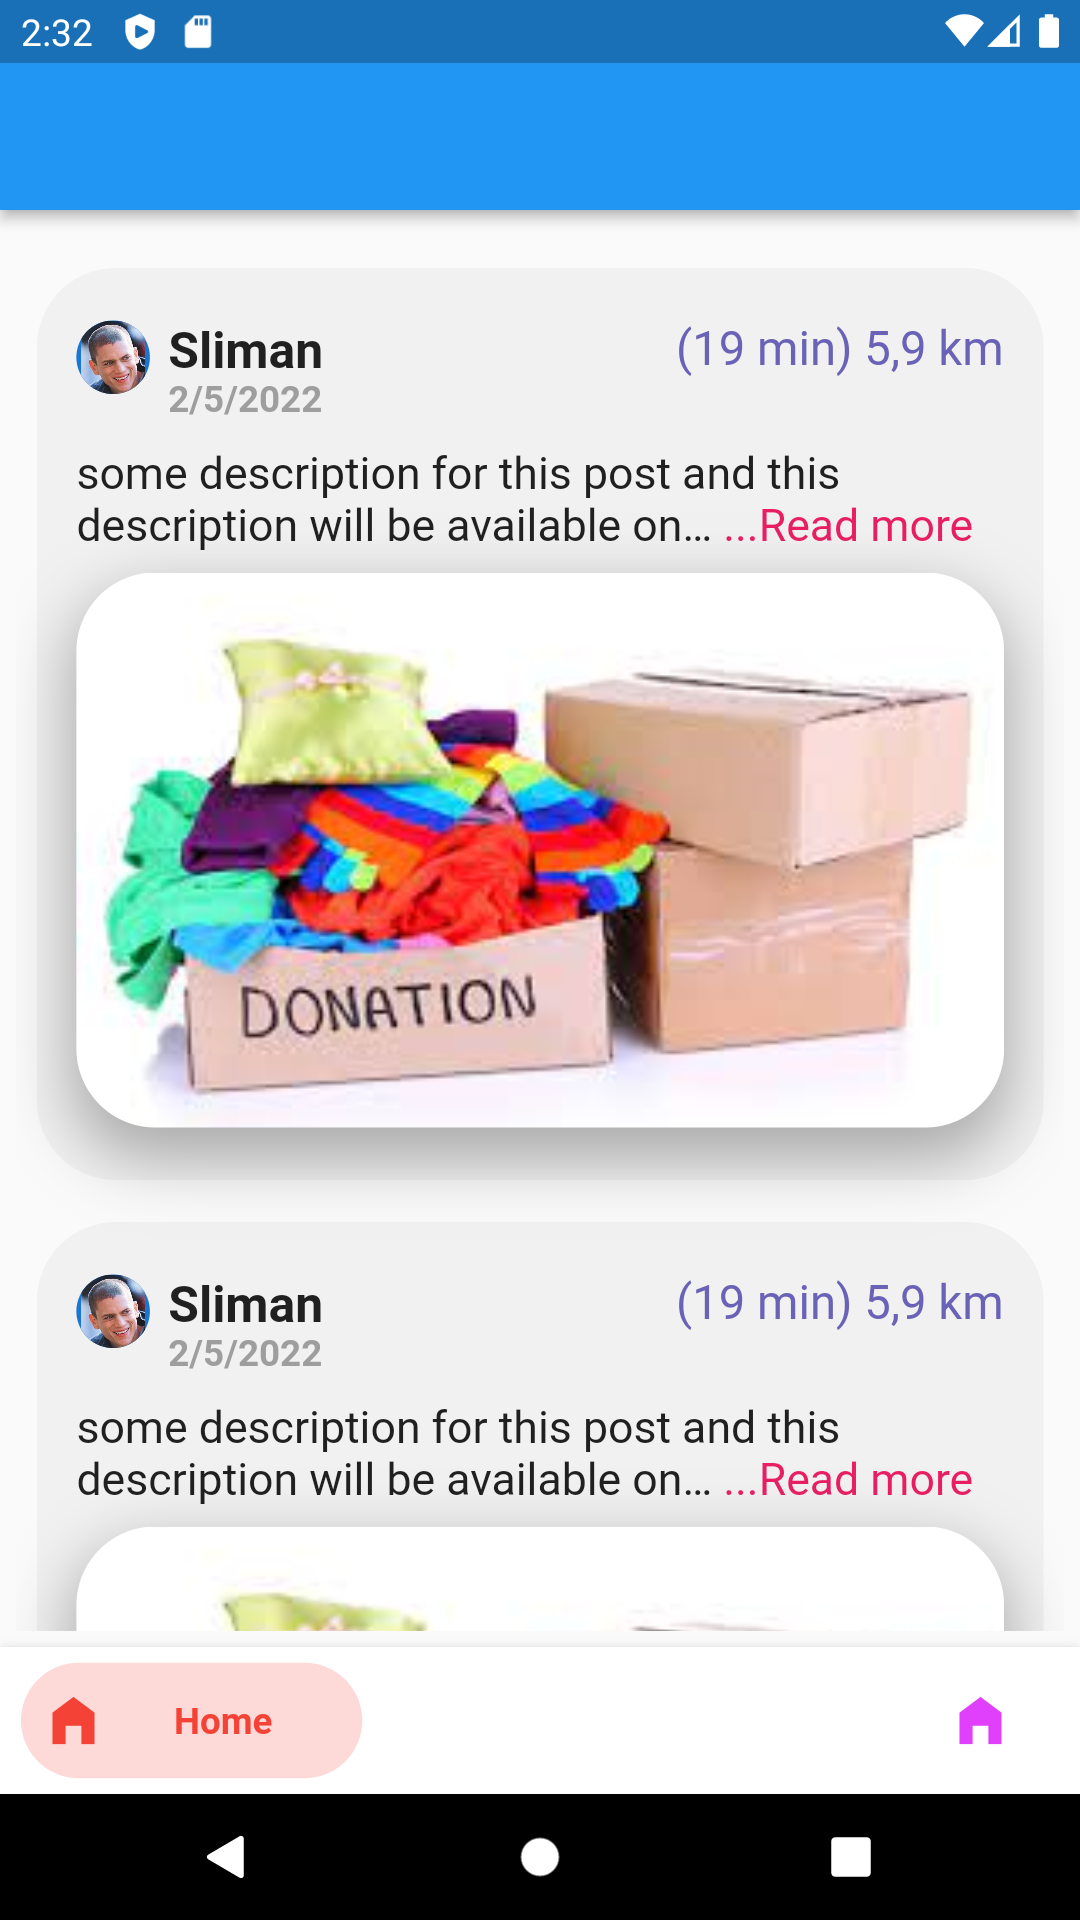 2:32
Sliman
(19 min) 5,9 km
2/5/2022
some description for this post and this
description will be available on... ...Read more
DONATION
Sliman
(19 min) 5,9 km
2/5/2022
some description for this post and this
description will be available on... ...Read more
Home